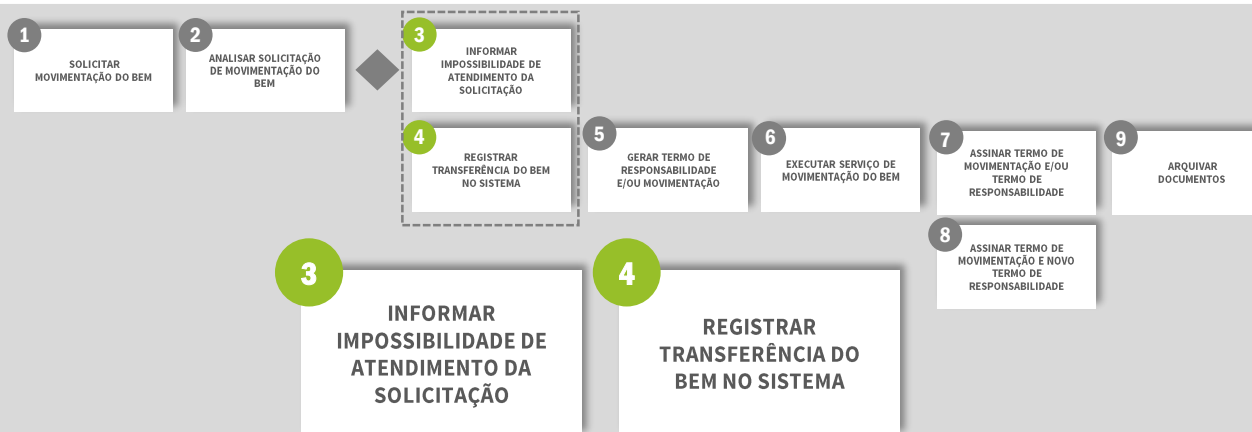 1
SOLICITAR
MOVIMENTAÇÃO DO BEM
2
ANALISAR SOLICITAÇÃO
DE MOVIMENTAÇÃO DO
BEM
3
INFORMAR
IMPOSSIBILIDADE DE
ATENDIMENTO DA
SOLICITAÇÃO
4
REGISTRAR
TRANSFERÊNCIA DO BEM
NO SISTEMA
5
GERAR TERMO DE
RESPONSABILIDADE
E/OU MOVIMENTAÇÃO
6
EXECUTAR SERVIÇO DE
MOVIMENTAÇÃO DO BEM
7
ASSINAR TERMO DE
MOVIMENTAÇÃO E/OU
TERMO DE
RESPONSABILIDADE
8
ASSINAR TERMO DE
MOVIMENTAÇÃO E NOVO
TERMO DE
RESPONSABILIDADE
9
ARQUIVAR
DOCUMENTOS
3
INFORMAR
IMPOSSIBILIDADE DE
ATENDIMENTO DA
SOLICITAÇÃO
4
REGISTRAR
TRANSFERÊNCIA DO
BEM NO SISTEMA